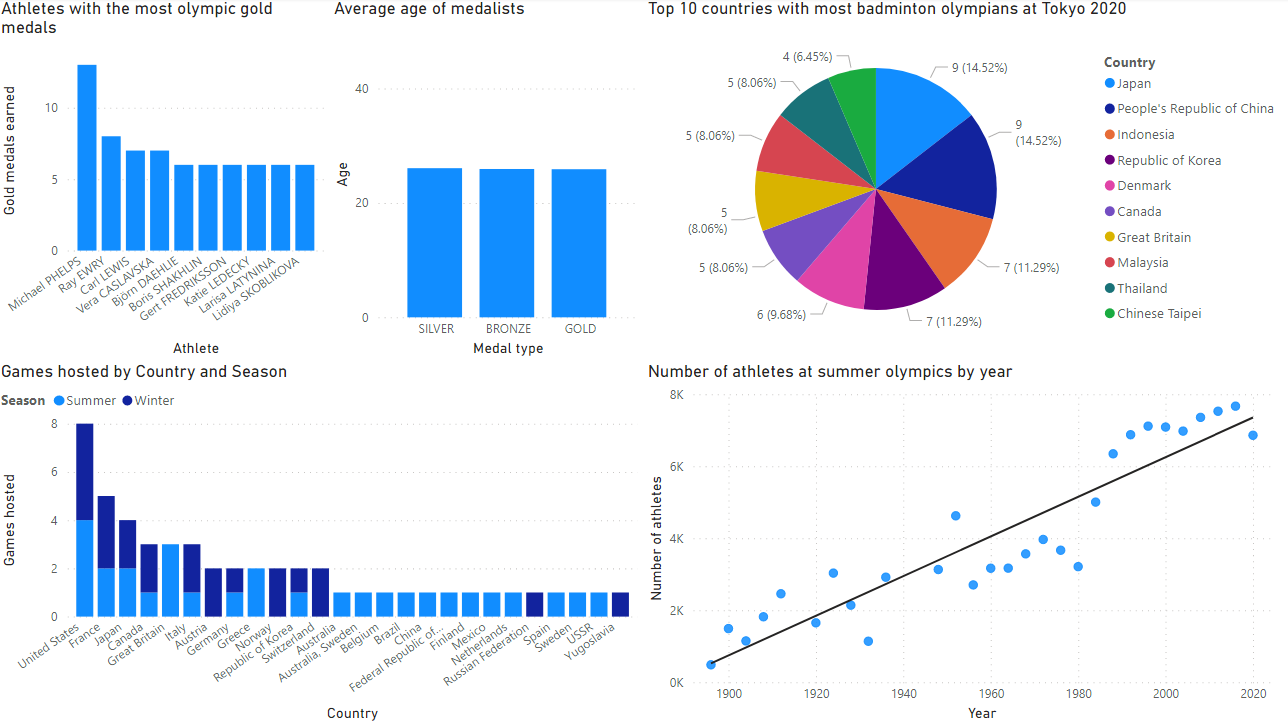 Athletes with the most olympic gold
medals
Gold medals earned
10
5
0
Michael PHELPS
Ray EWRY
Carl LEWIS
Vera CASLAVSKA
Björn DAEHLIE
Boris SHAKHLIN
Gert FREDRIKSSON
Katie LEDECKY
Larisa LATYNINA
Lidiya SKOBLIKOVA
Athlete
Average age of medalists
Age
40
20
0
SILVER
BRONZE
GOLD
Medal type
Top 10 countries with most badminton olympians at Tokyo 2020
9 (14.52%)
9
(14.52%)
7 (11.29%)
7 (11.29%)
6 (9.68%)
5 (8.06%)
5
(8.06%)
5 (8.06%)
5 (8.06%)
4 (6.45%)
Country
Japan
People's Republic of China
Indonesia
Republic of Korea
Denmark
Canada
Great Britain
Malaysia
Thailand
Chinese Taipei
Games hosted by Country and Season
Season Summer Winter
Games hosted
8
6
4
2
0
United States
France
Japan
Canada
Great Britain
Italy
Austria
Germany
Greece
Norway
Republic of Korea
Switzerland
Australia
Australia, Sweden
Belgium
Brazil
China
Federal Republic of...
Finland
Mexico
Netherlands
Russian Federation
Spain
Sweden
USSR
Yugoslavia
Country
Number of athletes at summer olympics by year
Number of athletes
8K
6K
4K
2K
0K
1900
1920
1940
1960
1980
2000
2020
Year